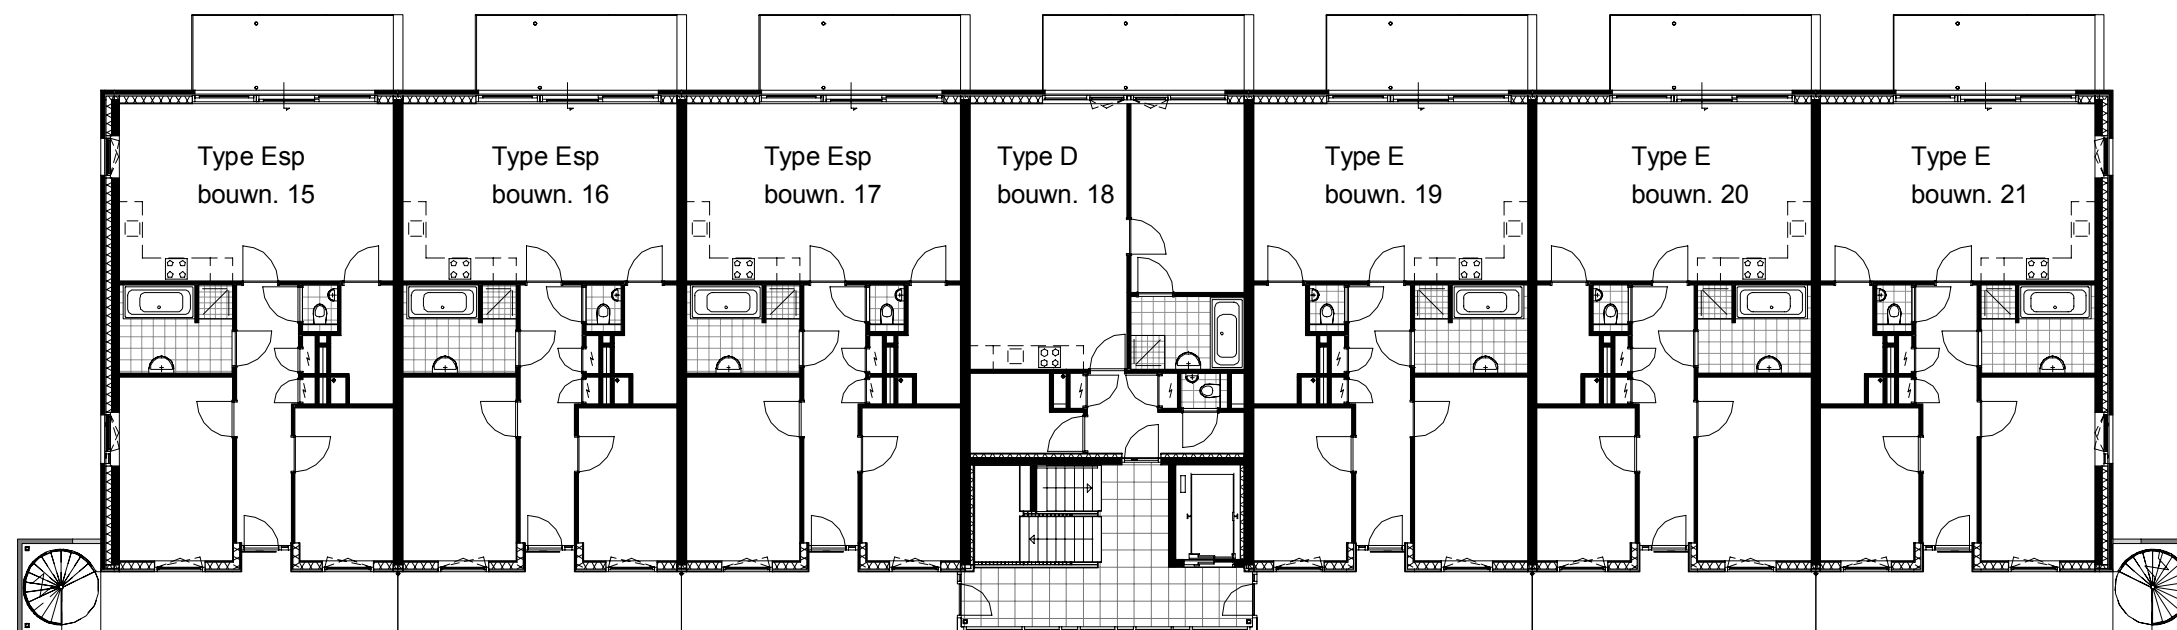 Type Esp
bouwn. 15
Type Esp
bouwn. 16
Type Esp
bouwn. 17
Type D
bouwn. 18
Type E
bouwn. 19
Type E
bouwn. 20
Type E
bouwn. 21